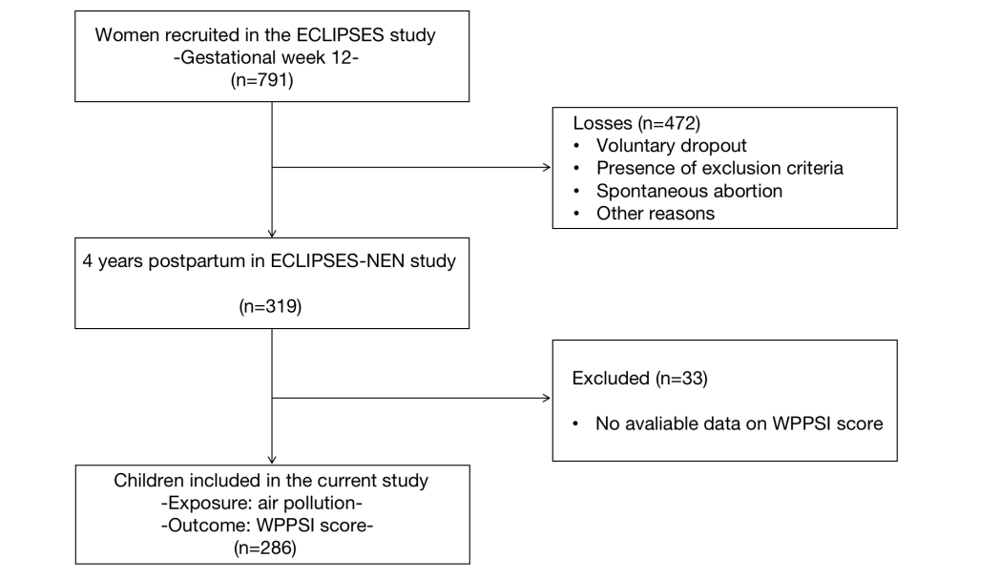 Women recruited in the ECLIPSES study
-Gestational week 12-
(n=791)
Losses (n=472)
• Voluntary dropout
• Presence of exclusion criteria
• Spontaneous abortion
• Other reasons
4 years postpartum in ECLIPSES-NEN study
(n=319)
Excluded (n=33)
• No avaliable data on WPPSI score
Children included in the current study
-Exposure: air pollution-
-Outcome: WPPSI score-
(n=286)